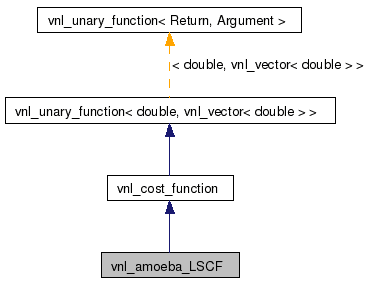 vnl_unary_function< Return, Argument >
< double, vnl_vector< double > >
vnl_unary_function< double, vnl_vector< double > >
vnl_cost_function
vnl_amoeba_LSCF